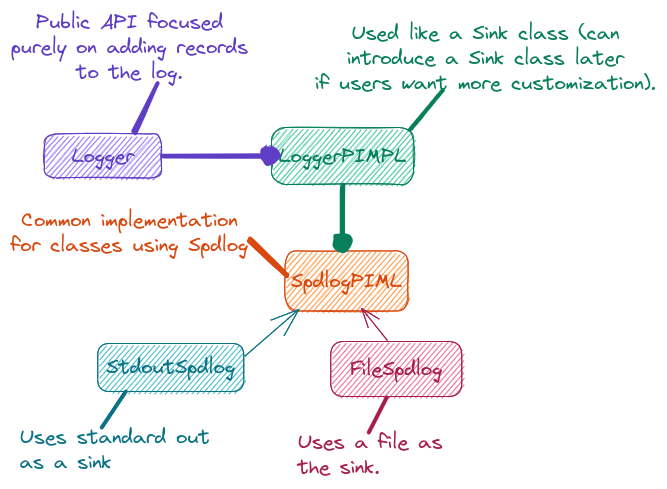 Public API focused
purely on adding records
to the log.
Used like a Sink class (can
introduce a Sink class later
if users want more customization).
Logger
LoggerPIMPL
Common implementation
for classes using Spdlog
SpdlogPIML
StdoutSpdlog
FileSpdlog
Uses standard out
as a sink
Uses a file as
the sink.